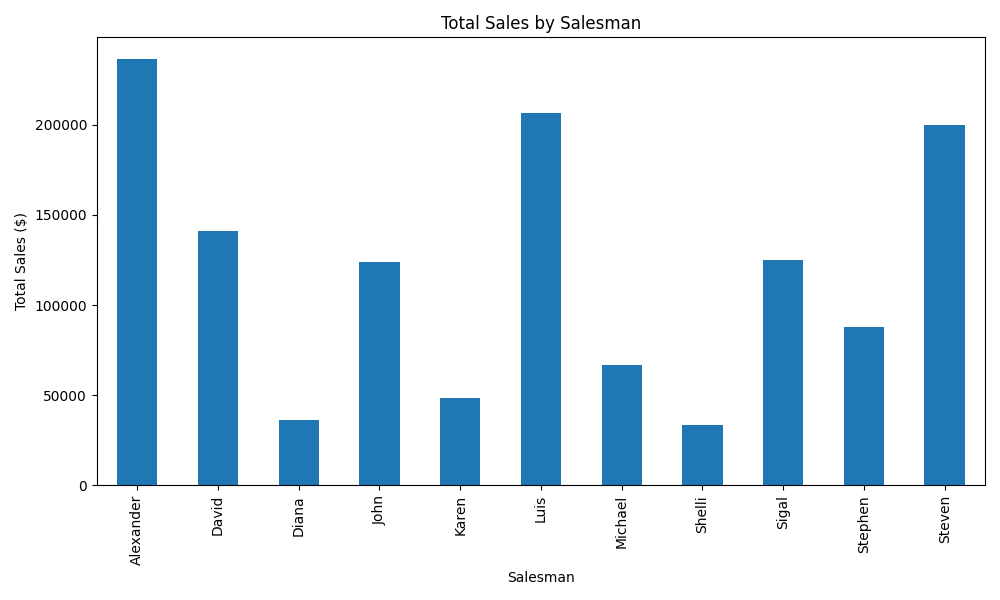 Total Sales by Salesman
Total Sales ($)
200000
150000
100000
50000
0
Alexander
David
Diana
John
Karen
Luis
Michael
Shelli
Sigal
Stephen
Steven
Salesman